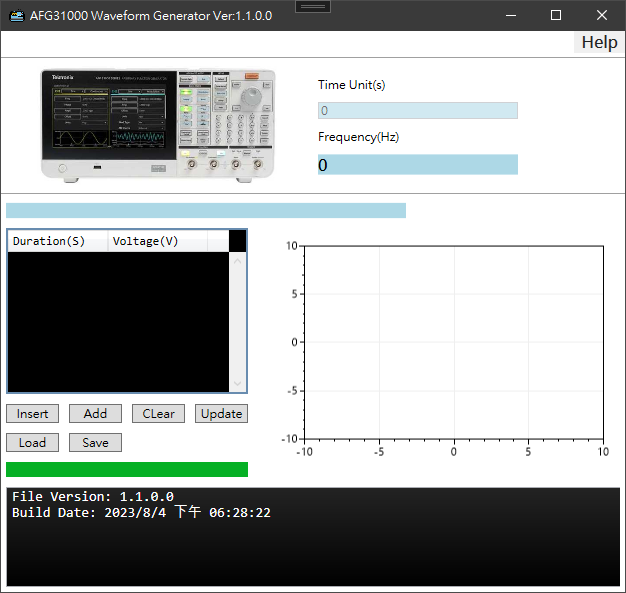 AFG31000 Waveform Generator Ver:1.1.0.0
Help
Tektronix
Time Unit(s)
0
Frequency(Hz)
0
Duration(S) Voltage(V)
Insert Add CLear Update
Load Save
10
5
0
-5
-10
-10 -5 0 5 10
File Version: 1.1.0.0
Build Date: 2023/8/4 下午 06:28:22